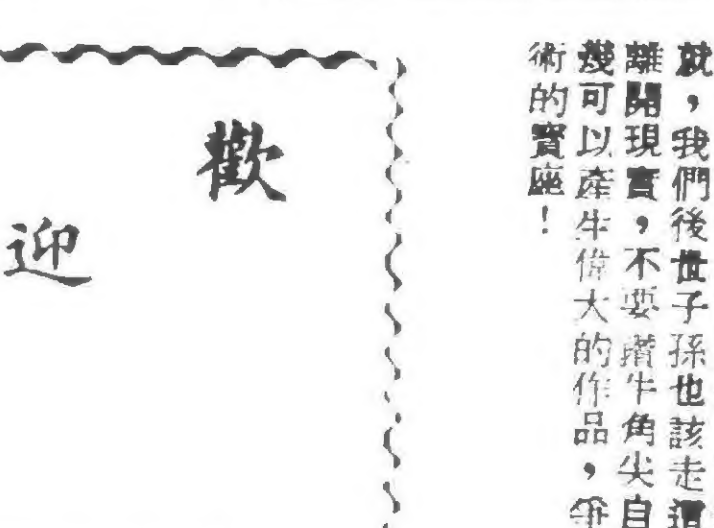 就，我們後世子孫也該走這
離開現實，不要鑽牛角尖自
幾可以產生偉大的作品，爭
術的寶座！
歡
迎